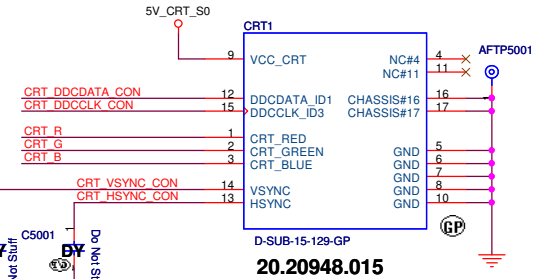 5V_CRT_S0
CRT1
9 VCC_CRT NC#4 4
NC#11 11
AFTP5001
CRT_DDCDATA_CON 12 DDCDATA_ID1 CHASSIS#16 16
CRT_DDCCLK_CON 15 DDCCLK_ID3 CHASSIS#17 17
CRT_R 1 CRT_RED
CRT_G 2 CRT_GREEN GND 5
CRT_B 3 CRT_BLUE GND 6
GND 7
CRT_VSYNC_CON 14 VSYNC GND 8
CRT_HSYNC_CON 13 HSYNC GND 10
GP
D-SUB-15-129-GP
20.20948.015
C5001
DY
Do Not St
Not Stuff